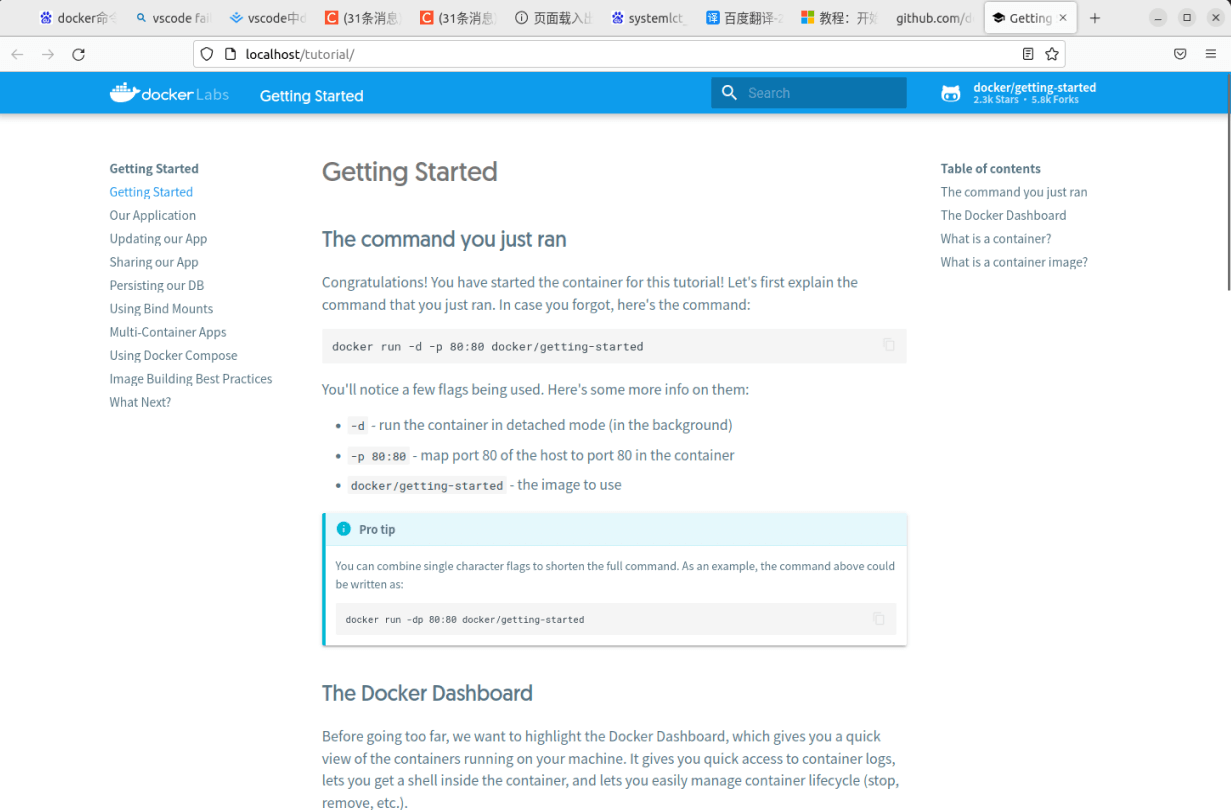 docker命令
vscode fai
vscode中d
(31条消息
(31条消息
页面载入出
systemlct_
百度翻译-2
教程：开始
github.com/d
Getting
localhost/tutorial/
docker Labs
Getting Started
Search
docker/getting-started
2.3k Stars · 5.8k Forks
Getting Started
Getting Started
Our Application
Updating our App
Sharing our App
Persisting our DB
Using Bind Mounts
Multi-Container Apps
Using Docker Compose
Image Building Best Practices
What Next?
Getting Started
The command you just ran
Congratulations! You have started the container for this tutorial! Let's first explain the
command that you just ran. In case you forgot, here's the command:
docker run -d -p 80:80 docker/getting-started
You'll notice a few flags being used. Here's some more info on them:
• -d - run the container in detached mode (in the background)
• -p 80:80 - map port 80 of the host to port 80 in the container
• docker/getting-started - the image to use
Pro tip
You can combine single character flags to shorten the full command. As an example, the command above could
be written as:
docker run -dp 80:80 docker/getting-started
The Docker Dashboard
Before going too far, we want to highlight the Docker Dashboard, which gives you a quick
view of the containers running on your machine. It gives you quick access to container logs,
lets you get a shell inside the container, and lets you easily manage container lifecycle (stop,
remove, etc.).
Table of contents
The command you just ran
The Docker Dashboard
What is a container?
What is a container image?